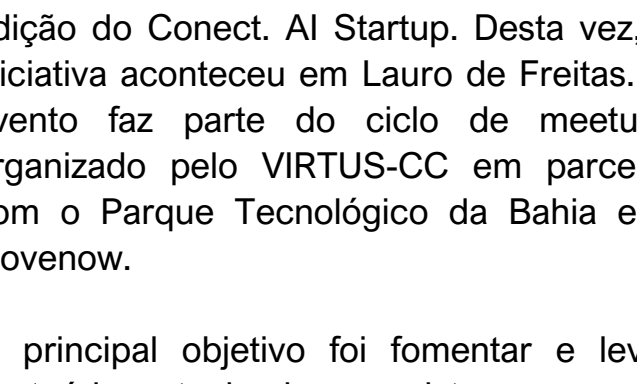 dição do Conect. AI Startup. Desta vez,
iciativa aconteceu em Lauro de Freitas.
vento faz parte do ciclo de meetu
rganizado pelo VIRTUS-CC em parce
om o Parque Tecnológico da Bahia e
ovenow.
principal objetivo foi fomentar e lev